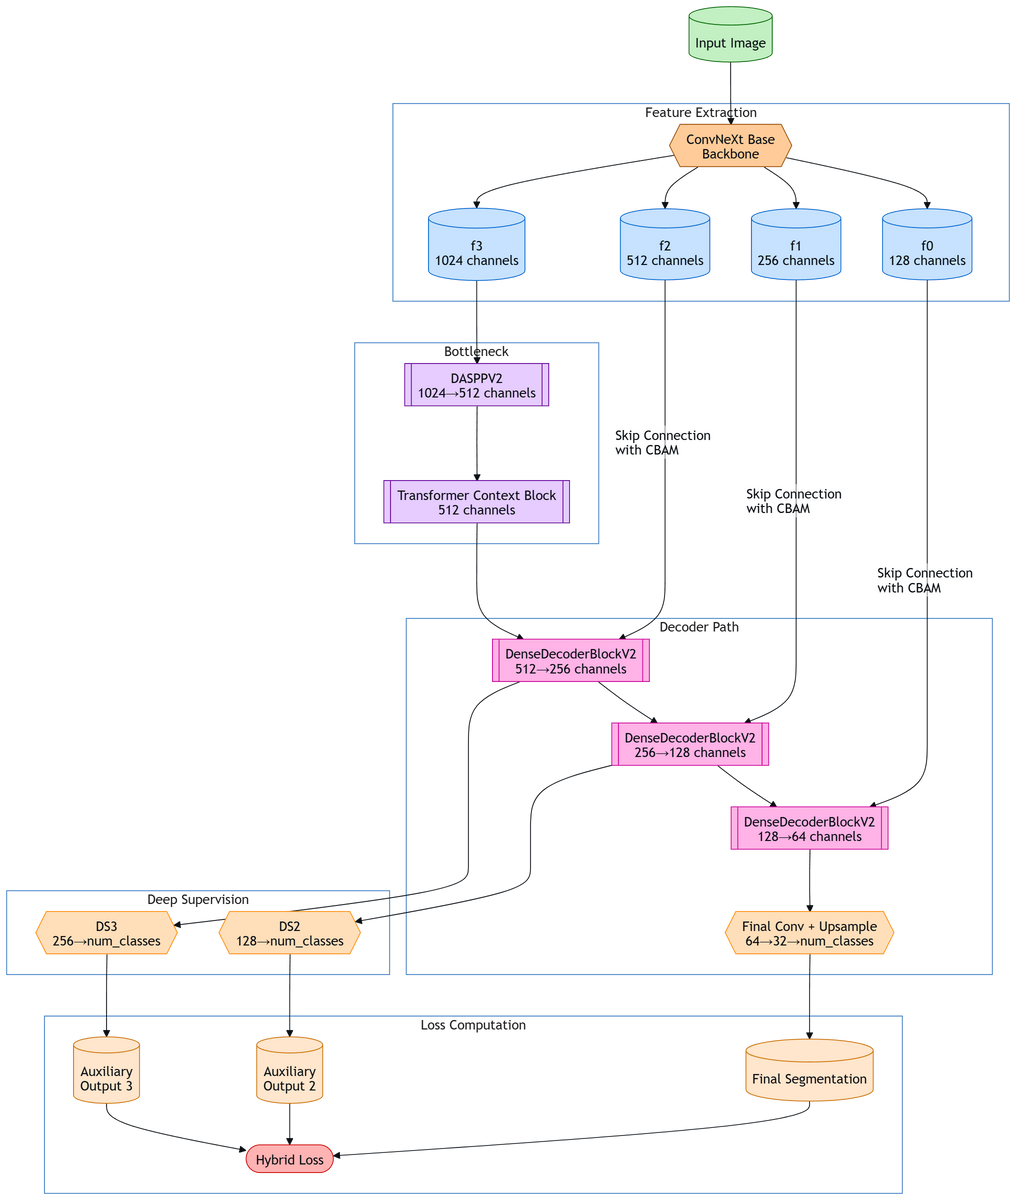 Input Image
Feature Extraction
ConvNeXt Base
Backbone
f3
1024 channels
f2
512 channels
f1
256 channels
f0
128 channels
Bottleneck
DASPPV2
1024→512 channels
Skip Connection
with CBAM
Transformer Context Block
512 channels
Skip Connection
with CBAM
Skip Connection
with CBAM
Decoder Path
DenseDecoderBlockV2
512→256 channels
DenseDecoderBlockV2
256→128 channels
DenseDecoderBlockV2
128→64 channels
Deep Supervision
DS3
256→num_classes
DS2
128→num_classes
Final Conv + Upsample
64→32→num_classes
Loss Computation
Auxiliary
Output 3
Auxiliary
Output 2
Final Segmentation
Hybrid Loss